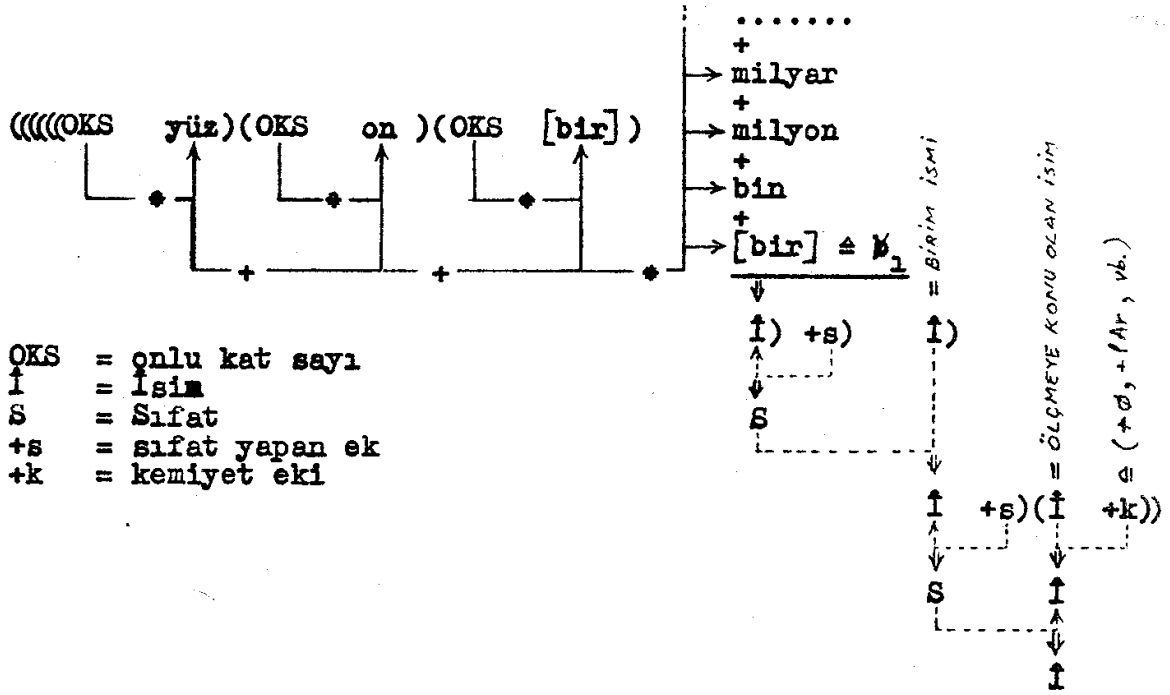 .......
+
milyar
+
((((((OKS yüz)(OKS on )(OKS [bir]) milyon
+
* * * bin
+
+ + * [bir] ≙ ₁
İ) +s) İ) = BİRİM İSMİ
OKS = onlu kat sayı
İ = İsim
S = Sıfat S
+s = sıfat yapan ek
+k = kemiyet eki
İ +s)(İ +k)) = ÖLÇMEYE KONU OLAN İSİM ≙ (+Ø, +lAr, vb.)
S İ
İ